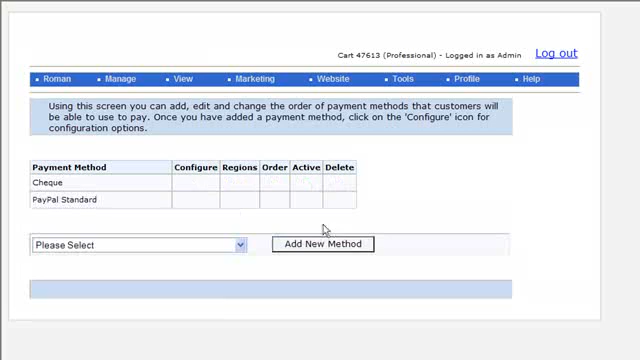 Cart 47613 (Professional) - Logged in as Admin Log out
Roman Manage View Marketing Website Tools Profile Help
Using this screen you can add, edit and change the order of payment methods that customers will
be able to use to pay. Once you have added a payment method, click on the 'Configure' icon for
configuration options.
Payment Method Configure Regions Order Active Delete
Cheque
PayPal Standard
Please Select Add New Method